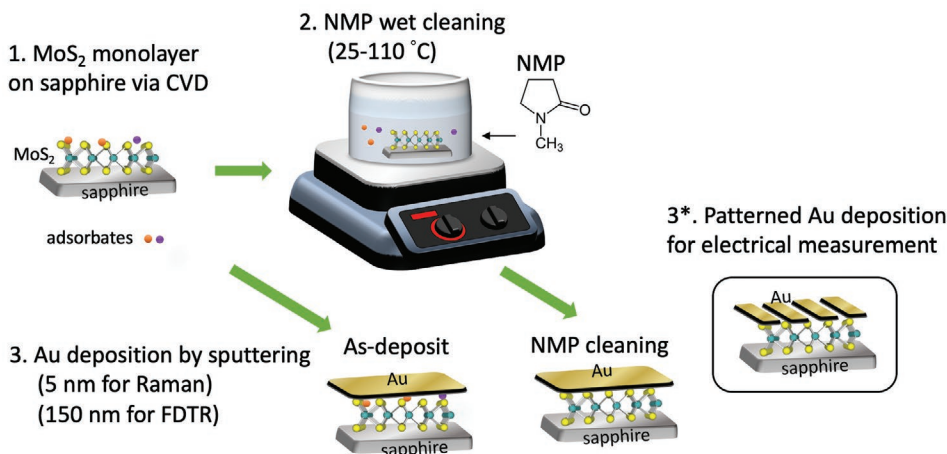 1. MoS₂ monolayer
on sapphire via CVD
MoS₂
sapphire
adsorbates
2. NMP wet cleaning
(25-110 ˚C)
NMP
N
O
CH₃
3. Au deposition by sputtering
(5 nm for Raman)
(150 nm for FDTR)
As-deposit
Au
sapphire
NMP cleaning
Au
sapphire
3*. Patterned Au deposition
for electrical measurement
Au
sapphire